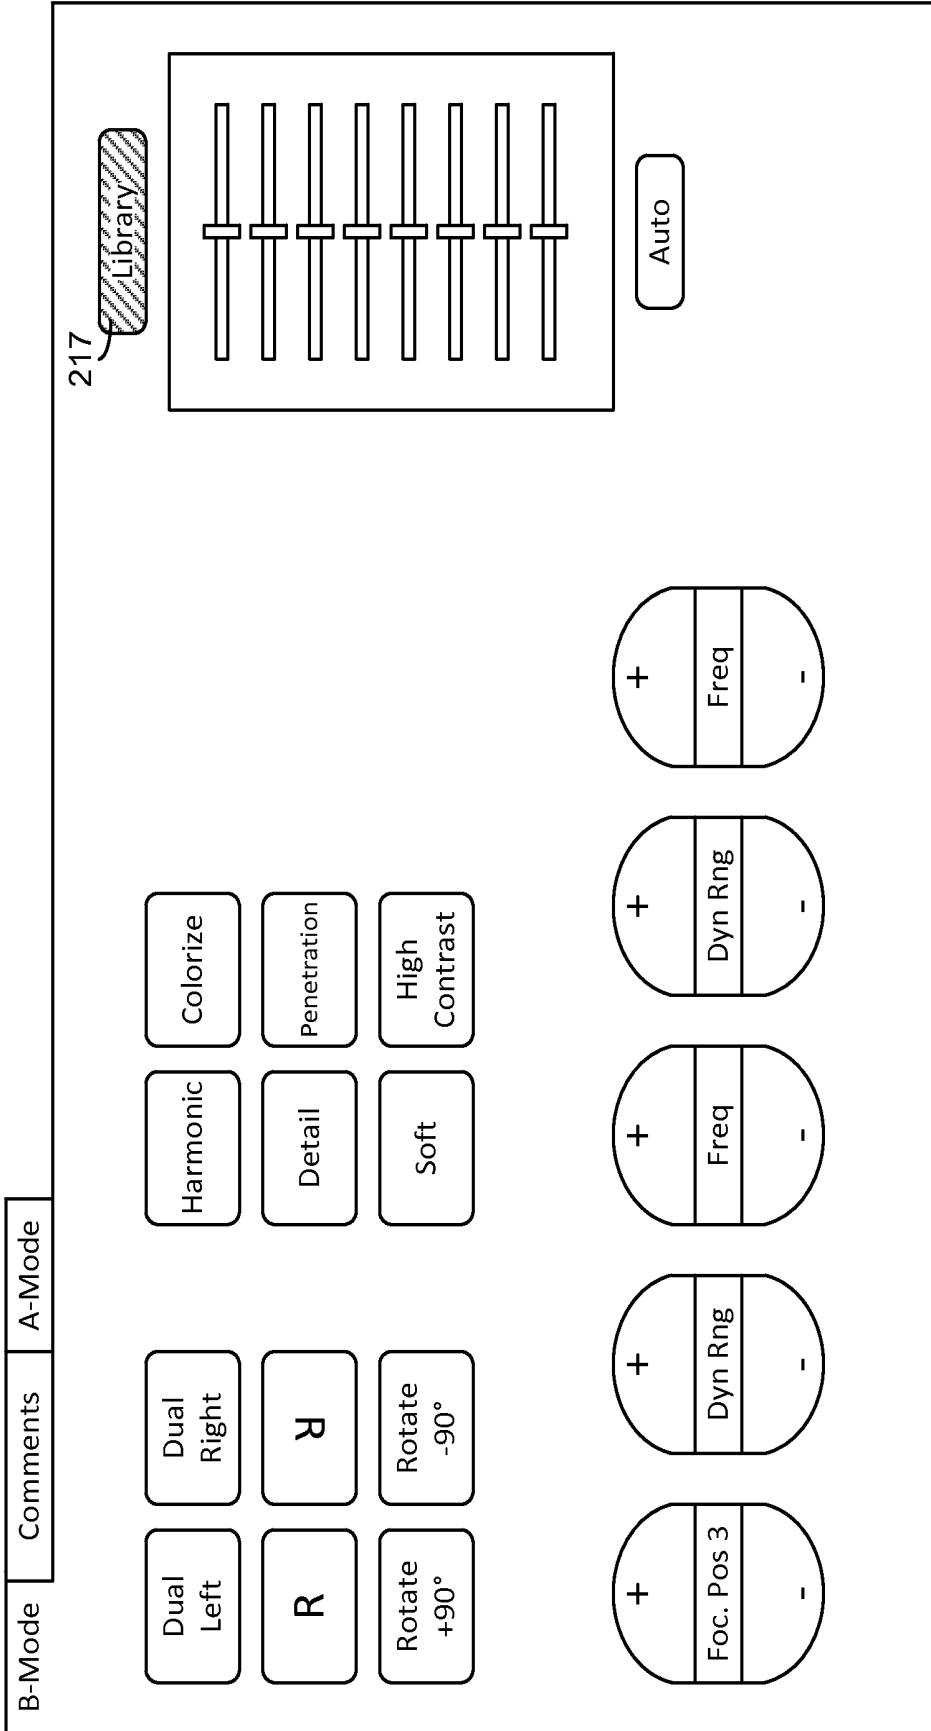 B-Mode
Comments
A-Mode
217
Library
Dual
Left
Dual
Right
Harmonic
Colorize
R
R
Detail
Penetration
Rotate
+90°
Rotate
-90°
Soft
High
Contrast
Auto
+
+
+
+
+
Foc. Pos 3
Dyn Rng
Freq
Dyn Rng
Freq
-
-
-
-
-